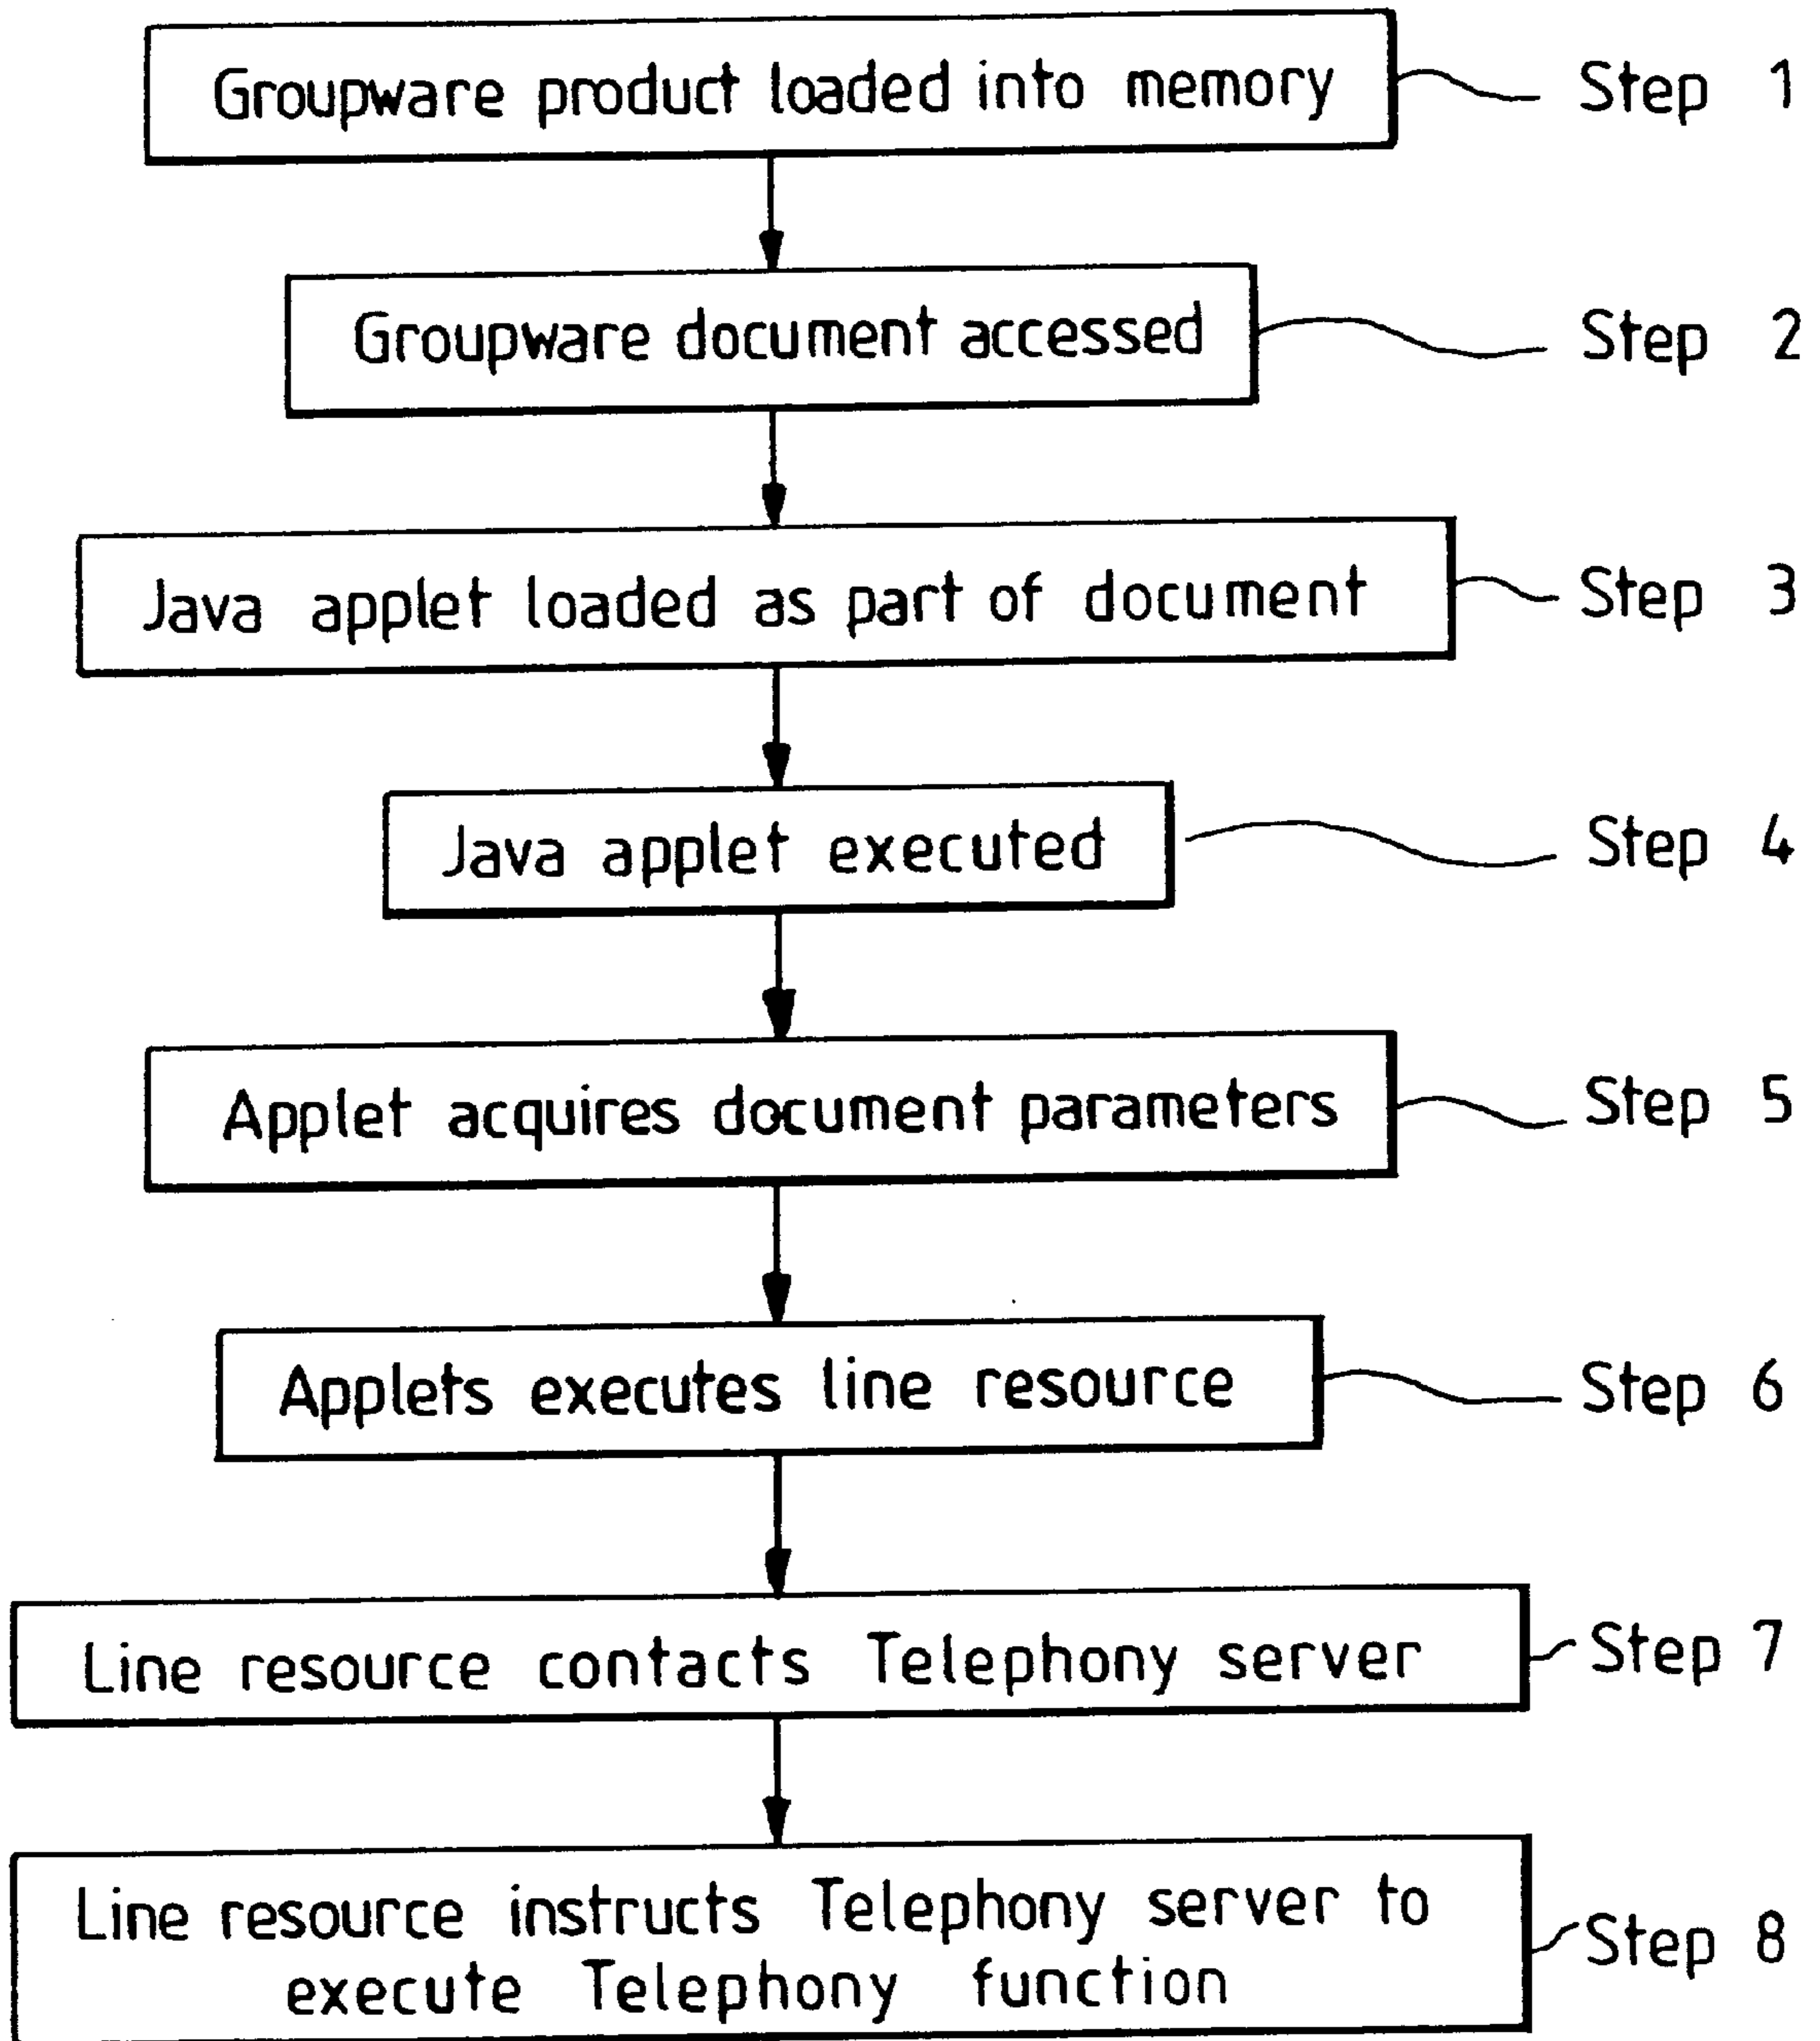 Groupware product loaded into memory Step 1
Groupware document accessed Step 2
Java applet loaded as part of document Step 3
Java applet executed Step 4
Applet acquires document parameters Step 5
Applets executes line resource Step 6
Line resource contacts Telephony server Step 7
Line resource instructs Telephony server to
execute Telephony function Step 8